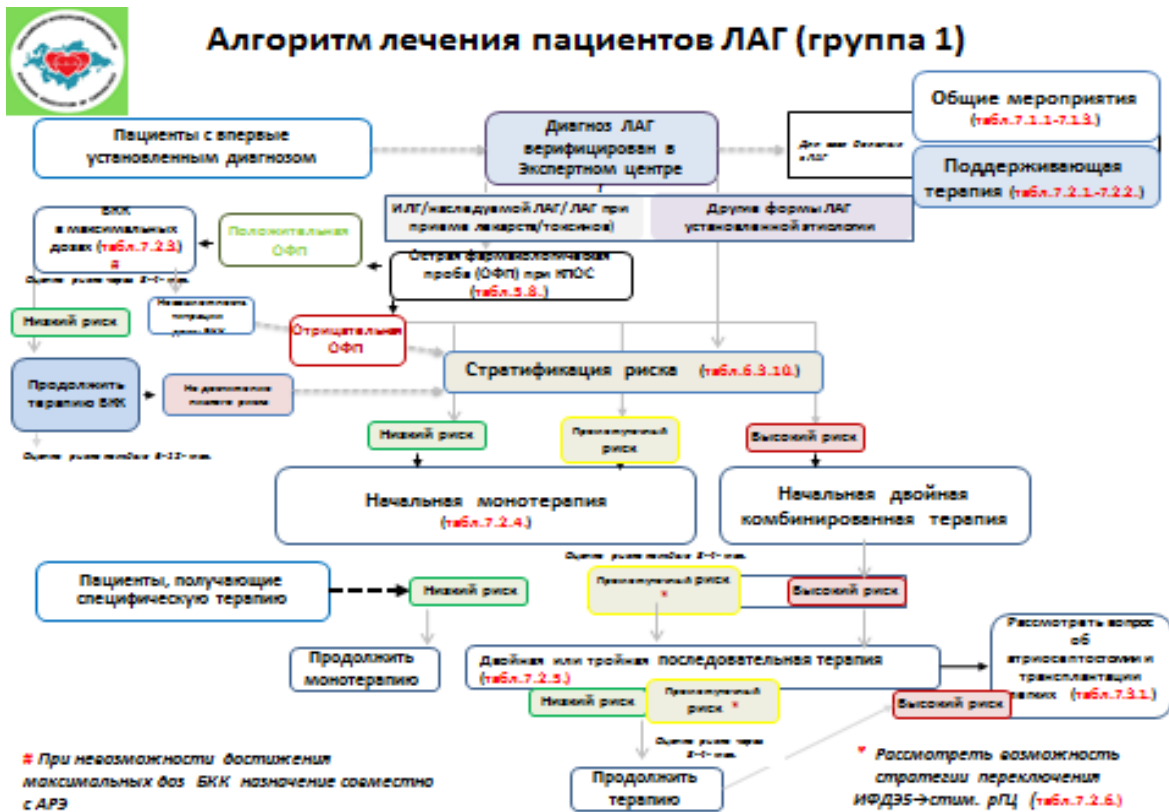 Алгоритм лечения пациентов ЛАГ (группа 1)
Общие мероприятия
(табл.7.1.1-7.1.3.)
Пациенты с впервые
установленным диагнозом
Диагноз ЛАГ
верифицирован в
Экспертном центре
Поддерживающая
терапия (табл.7.2.1.-7.2.2.)
БКК
в максимальных
дозах (табл.7.2.3.)
#
Положительная
ОФП
ИЛГ/наследуемой ЛАГ/ ЛАГ при
приеме лекарств/токсинов)
Другие формы ЛАГ
установленной этиологии
Острая фармакологическая
проба (ОФП) при КПОС
(табл.5.8.)
Низкий риск
Отрицательная
ОФП
Стратификация риска (табл.6.3.10.)
Продолжить
терапию БКК
Низкий риск
Промежуточный
риск
Высокий риск
Начальная монотерапия
(табл.7.2.4.)
Начальная двойная
комбинированная терапия
Пациенты, получающие
специфическую терапию
Низкий риск
Промежуточный риск
*
Высокий риск
Продолжить
монотерапию
Двойная или тройная последовательная терапия
(табл.7.2.5.)
Рассмотреть вопрос
об
атриосептостомии и
трансплантации
легких (табл.7.3.1.)
Низкий риск
Промежуточный
риск *
Высокий риск
Продолжить
терапию
# При невозможности достижения
максимальных доз БКК назначение совместно
с АРЭ
* Рассмотреть возможность
стратегии переключения
ИФДЭ5→стим. рГЦ (табл.7.2.6.)